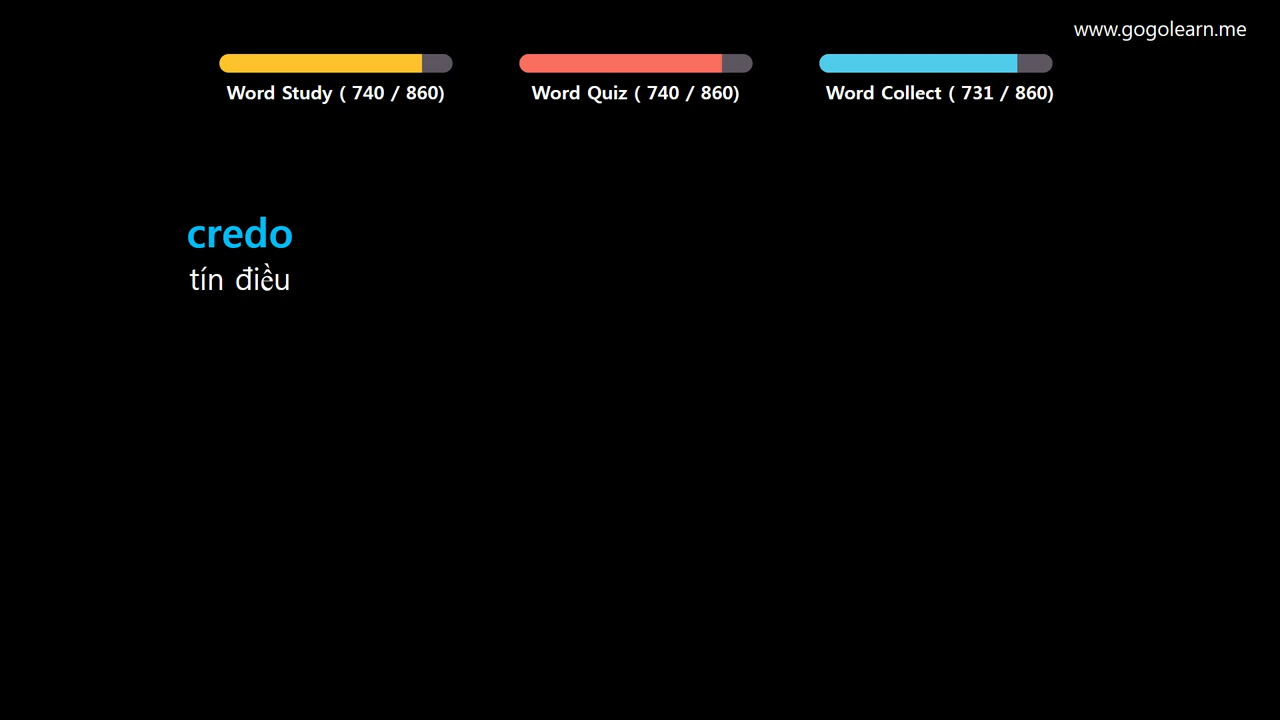 www.gogolearn.me
Word Study ( 740 / 860)
Word Quiz ( 740 / 860)
Word Collect ( 731 / 860)
credo
tín điều